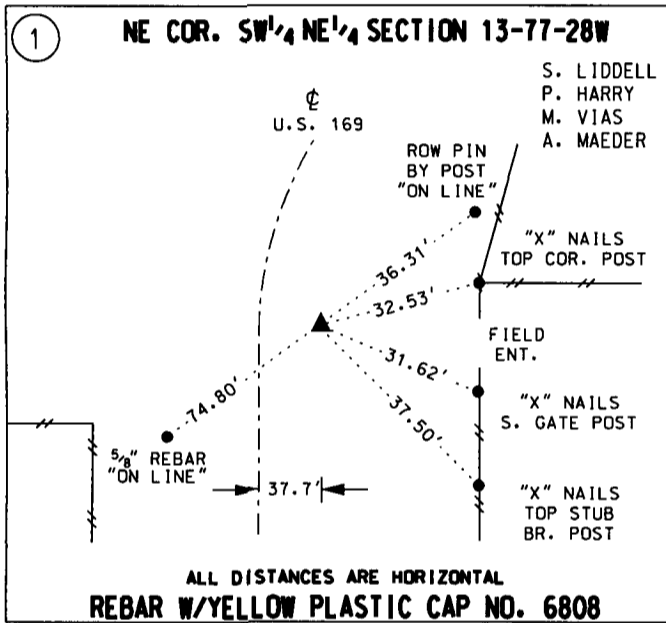 1
NE COR. SW1/4 NE1/4 SECTION 13-77-28W
S. LIDDELL
P. HARRY
M. VIAS
A. MAEDER
℄
U.S. 169
ROW PIN
BY POST
"ON LINE"
"X" NAILS
TOP COR. POST
36.31'
32.53'
FIELD
ENT.
31.62'
"X" NAILS
S. GATE POST
37.50'
74.80'
5/8" REBAR
"ON LINE"
37.7'
"X" NAILS
TOP STUB
BR. POST
ALL DISTANCES ARE HORIZONTAL
REBAR W/YELLOW PLASTIC CAP NO. 6808